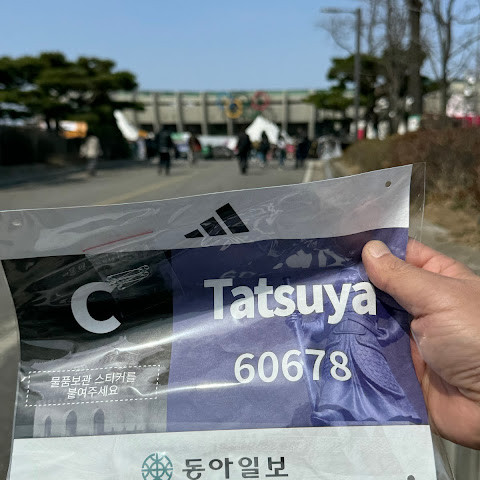 C
Tatsuya
60678
물품보관 스티커를
붙여주세요
동아일보